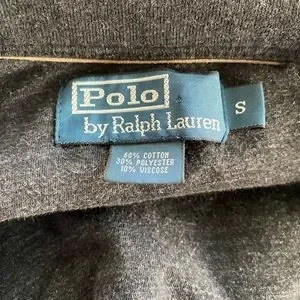 Polo
by Ralph Lauren
S
60% COTTON
30% POLYESTER
10% VISCOSE